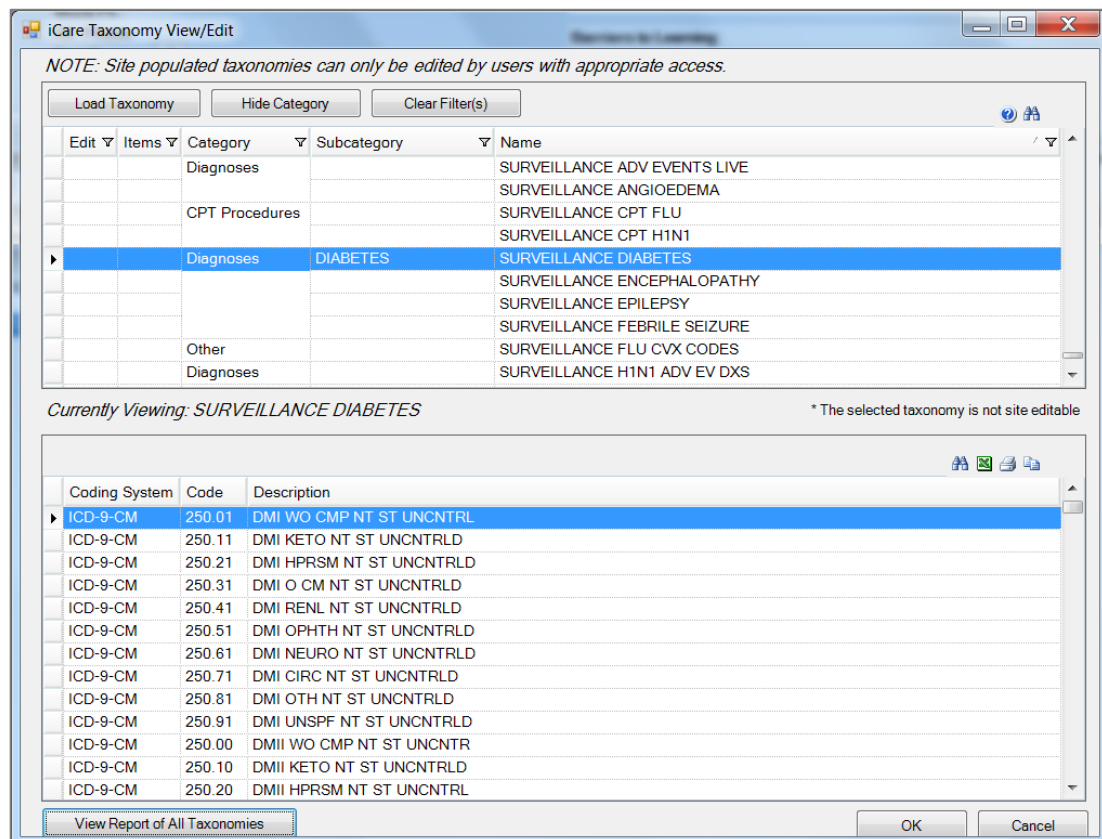 iCare Taxonomy View/Edit
Barriers to Learning
NOTE: Site populated taxonomies can only be edited by users with appropriate access.
Load Taxonomy Hide Category Clear Filter(s)
Edit Items Category Subcategory Name
Diagnoses SURVEILLANCE ADV EVENTS LIVE
SURVEILLANCE ANGIOEDEMA
CPT Procedures SURVEILLANCE CPT FLU
SURVEILLANCE CPT H1N1
Diagnoses DIABETES SURVEILLANCE DIABETES
SURVEILLANCE ENCEPHALOPATHY
SURVEILLANCE EPILEPSY
SURVEILLANCE FEBRILE SEIZURE
Other SURVEILLANCE FLU CVX CODES
Diagnoses SURVEILLANCE H1N1 ADV EV DXS
Currently Viewing: SURVEILLANCE DIABETES * The selected taxonomy is not site editable
Coding System Code Description
ICD-9-CM 250.01 DMI WO CMP NT ST UNCNTRL
ICD-9-CM 250.11 DMI KETO NT ST UNCNTRLD
ICD-9-CM 250.21 DMI HPRSM NT ST UNCNTRLD
ICD-9-CM 250.31 DMI O CM NT ST UNCNTRLD
ICD-9-CM 250.41 DMI RENL NT ST UNCNTRLD
ICD-9-CM 250.51 DMI OPHTH NT ST UNCNTRLD
ICD-9-CM 250.61 DMI NEURO NT ST UNCNTRLD
ICD-9-CM 250.71 DMI CIRC NT ST UNCNTRLD
ICD-9-CM 250.81 DMI OTH NT ST UNCNTRLD
ICD-9-CM 250.91 DMI UNSPF NT ST UNCNTRLD
ICD-9-CM 250.00 DMII WO CMP NT ST UNCNTR
ICD-9-CM 250.10 DMII KETO NT ST UNCNTRLD
ICD-9-CM 250.20 DMII HPRSM NT ST UNCNTRL
View Report of All Taxonomies OK Cancel